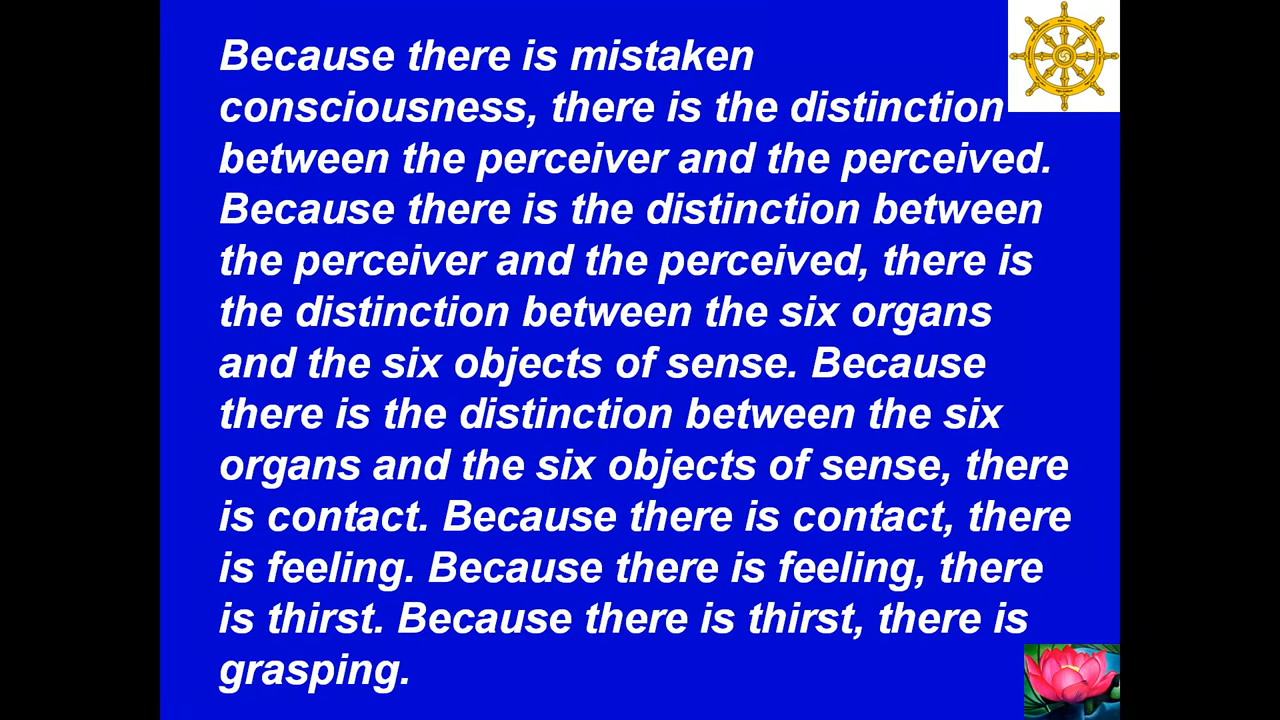 Because there is mistaken
consciousness, there is the distinction
between the perceiver and the perceived.
Because there is the distinction between
the perceiver and the perceived, there is
the distinction between the six organs
and the six objects of sense. Because
there is the distinction between the six
organs and the six objects of sense, there
is contact. Because there is contact, there
is feeling. Because there is feeling, there
is thirst. Because there is thirst, there is
grasping.